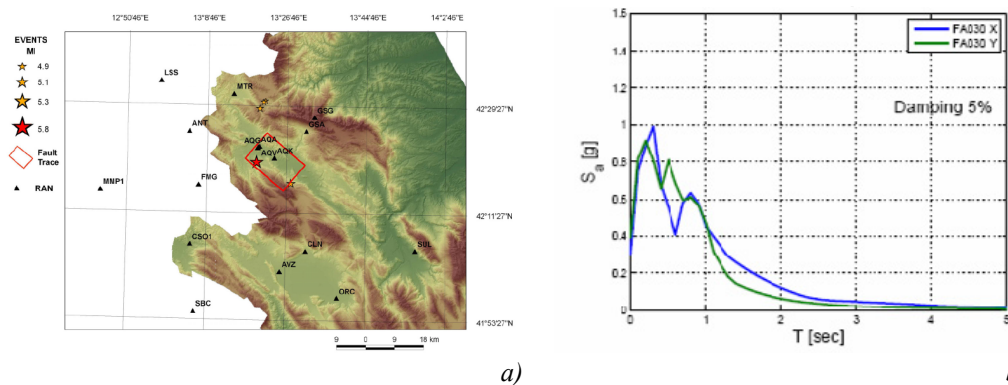 12°50'46"E 13°8'46"E 13°26'46"E 13°44'46"E 14°2'46"E
EVENTS
Ml
4.9
5.1
5.3
5.8
Fault
Trace
RAN
LSS
MTR
42°29'27"N
GSG
GSA
ANT
AQG
AQA
AQV
AQK
MNP1
FMG
42°11'27"N
CSO1
CLN
SUL
AVZ
ORC
SBC
41°53'27"N
9 0 9 18 km
a)
FA030 X
FA030 Y
Damping 5%
Sa [g]
1.5
1
0.8
0.6
0.4
0.2
0
0 1 2 3 4 5
T [sec]